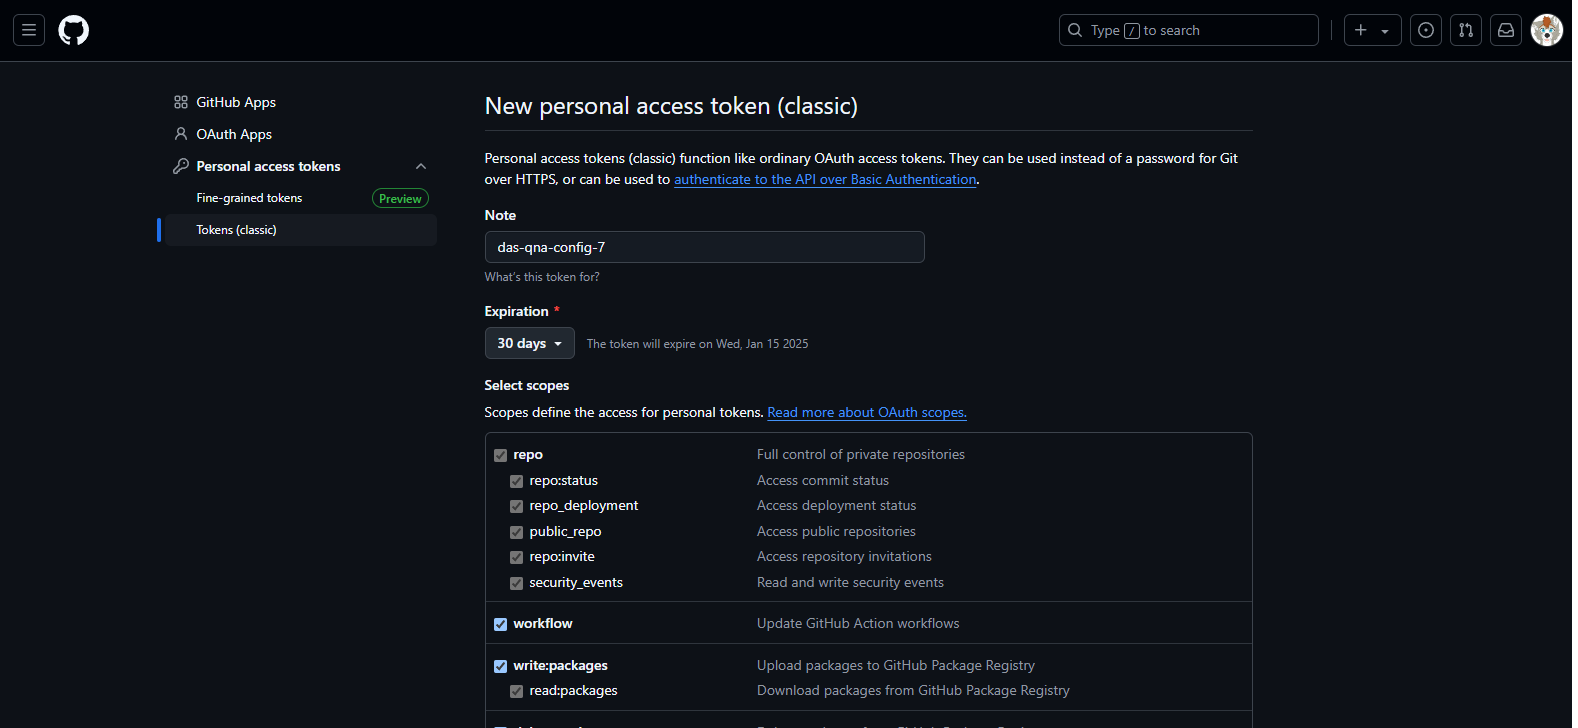 Type / to search
GitHub Apps
OAuth Apps
Personal access tokens
Fine-grained tokens
Preview
Tokens (classic)
New personal access token (classic)
Personal access tokens (classic) function like ordinary OAuth access tokens. They can be used instead of a password for Git
over HTTPS, or can be used to authenticate to the API over Basic Authentication.
Note
das-qna-config-7
What's this token for?
Expiration *
30 days
The token will expire on Wed, Jan 15 2025
Select scopes
Scopes define the access for personal tokens. Read more about OAuth scopes.
repo Full control of private repositories
repo:status Access commit status
repo_deployment Access deployment status
public_repo Access public repositories
repo:invite Access repository invitations
security_events Read and write security events
workflow Update GitHub Action workflows
write:packages Upload packages to GitHub Package Registry
read:packages Download packages from GitHub Package Registry